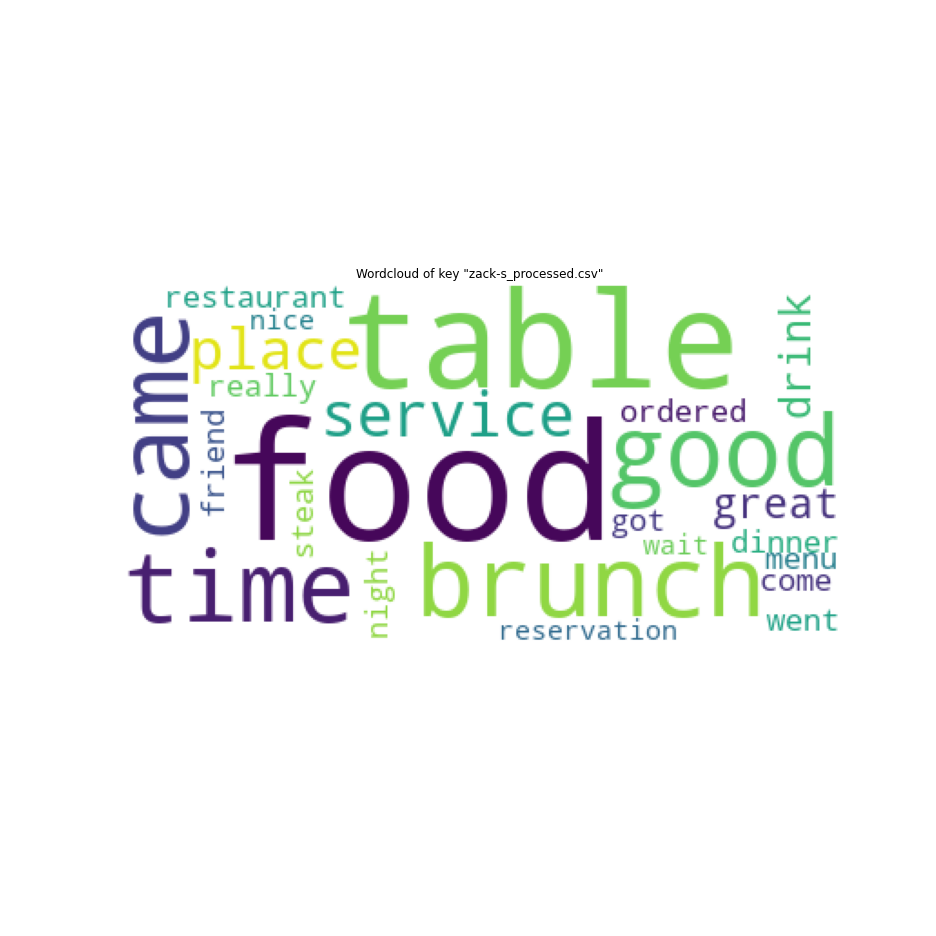 Wordcloud of key "zack-s_processed.csv"
restaurant
nice
place
really
came
friend
table
drink
service
ordered
food
good
steak
got
great
wait
dinner
menu
come
time
night
brunch
went
reservation